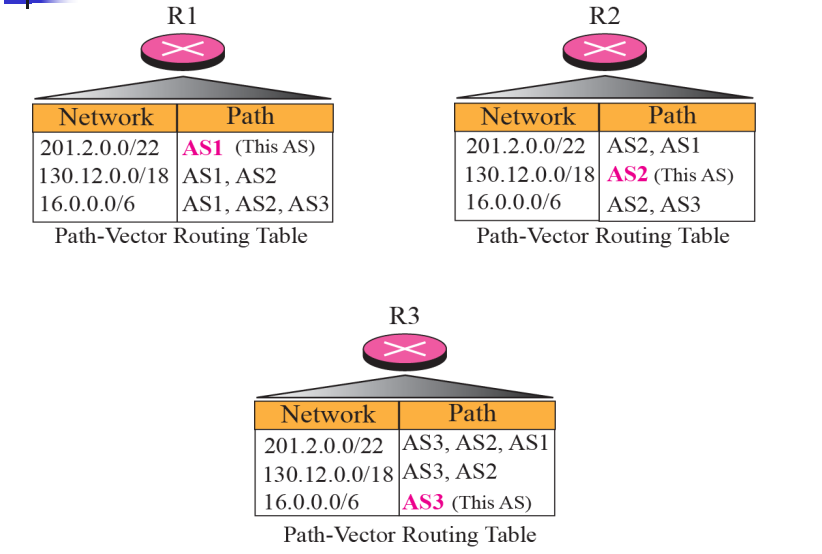 R1
Network Path
201.2.0.0/22 AS1 (This AS)
130.12.0.0/18 AS1, AS2
16.0.0.0/6 AS1, AS2, AS3
Path-Vector Routing Table
R2
Network Path
201.2.0.0/22 AS2, AS1
130.12.0.0/18 AS2 (This AS)
16.0.0.0/6 AS2, AS3
Path-Vector Routing Table
R3
Network Path
201.2.0.0/22 AS3, AS2, AS1
130.12.0.0/18 AS3, AS2
16.0.0.0/6 AS3 (This AS)
Path-Vector Routing Table